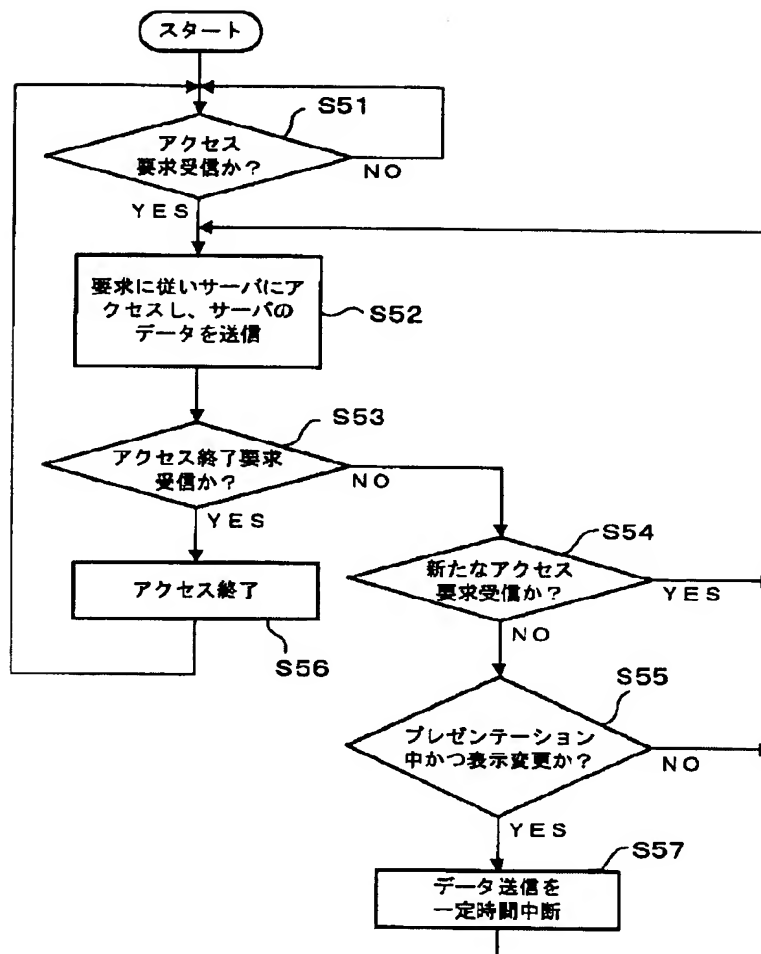 スタート
S51
アクセス
要求受信か?
NO
YES
要求に従いサーバにア
クセスし、サーバの
データを送信
S52
S53
アクセス終了要求
受信か?
NO
YES
アクセス終了
S56
S54
新たなアクセス
要求受信か?
YES
NO
S55
プレゼンテーション
中かつ表示変更か?
NO
YES
S57
データ送信を
一定時間中断